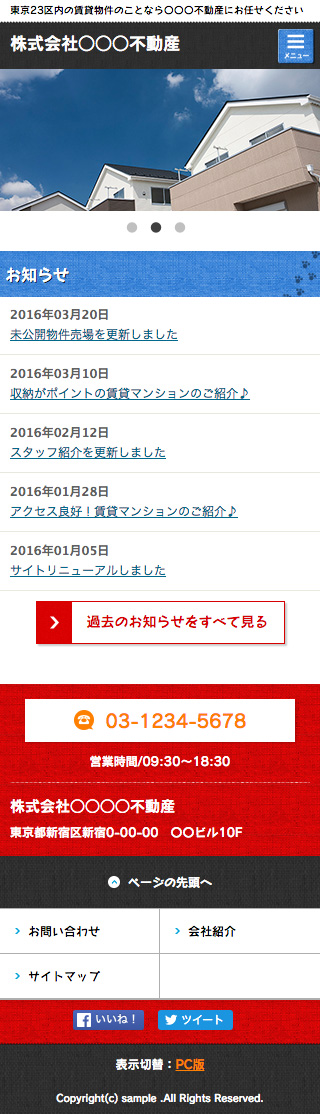 東京23区内の賃貸物件のことなら〇〇〇不動産にお任せください
株式会社〇〇〇不動産
メニュー
お知らせ
2016年03月20日
未公開物件売場を更新しました
2016年03月10日
収納がポイントの賃貸マンションのご紹介♪
2016年02月12日
スタッフ紹介を更新しました
2016年01月28日
アクセス良好！賃貸マンションのご紹介♪
2016年01月05日
サイトリニューアルしました
過去のお知らせをすべて見る
03-1234-5678
営業時間/09:30〜18:30
株式会社〇〇〇〇不動産
東京都新宿区新宿0-00-00　〇〇ビル10F
ページの先頭へ
お問い合わせ
会社紹介
サイトマップ
いいね！
ツイート
表示切替：PC版
Copyright(c) sample .All Rights Reserved.